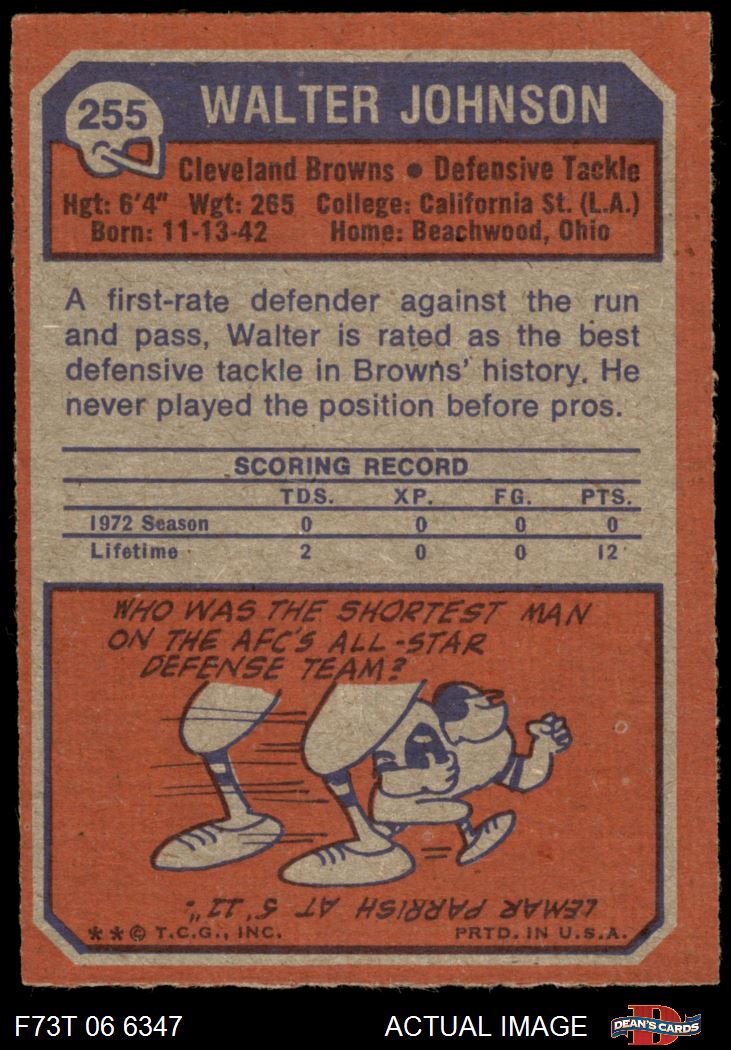 255
WALTER JOHNSON
Cleveland Browns • Defensive Tackle
Hgt: 6'4" Wgt: 265 College: California St. (L.A.)
Born: 11-13-42 Home: Beachwood, Ohio
A first-rate defender against the run
and pass, Walter is rated as the best
defensive tackle in Browns' history. He
never played the position before pros.
SCORING RECORD
TDS. XP. FG. PTS.
1972 Season 0 0 0 0
Lifetime 2 0 0 12
WHO WAS THE SHORTEST MAN
ON THE AFC'S ALL-STAR
DEFENSE TEAM?
LEMAR PARRISH AT 5'11".
**© T.C.G., INC. PRTD. IN U.S.A.
F73T 06 6347 ACTUAL IMAGE
DEAN'S CARDS